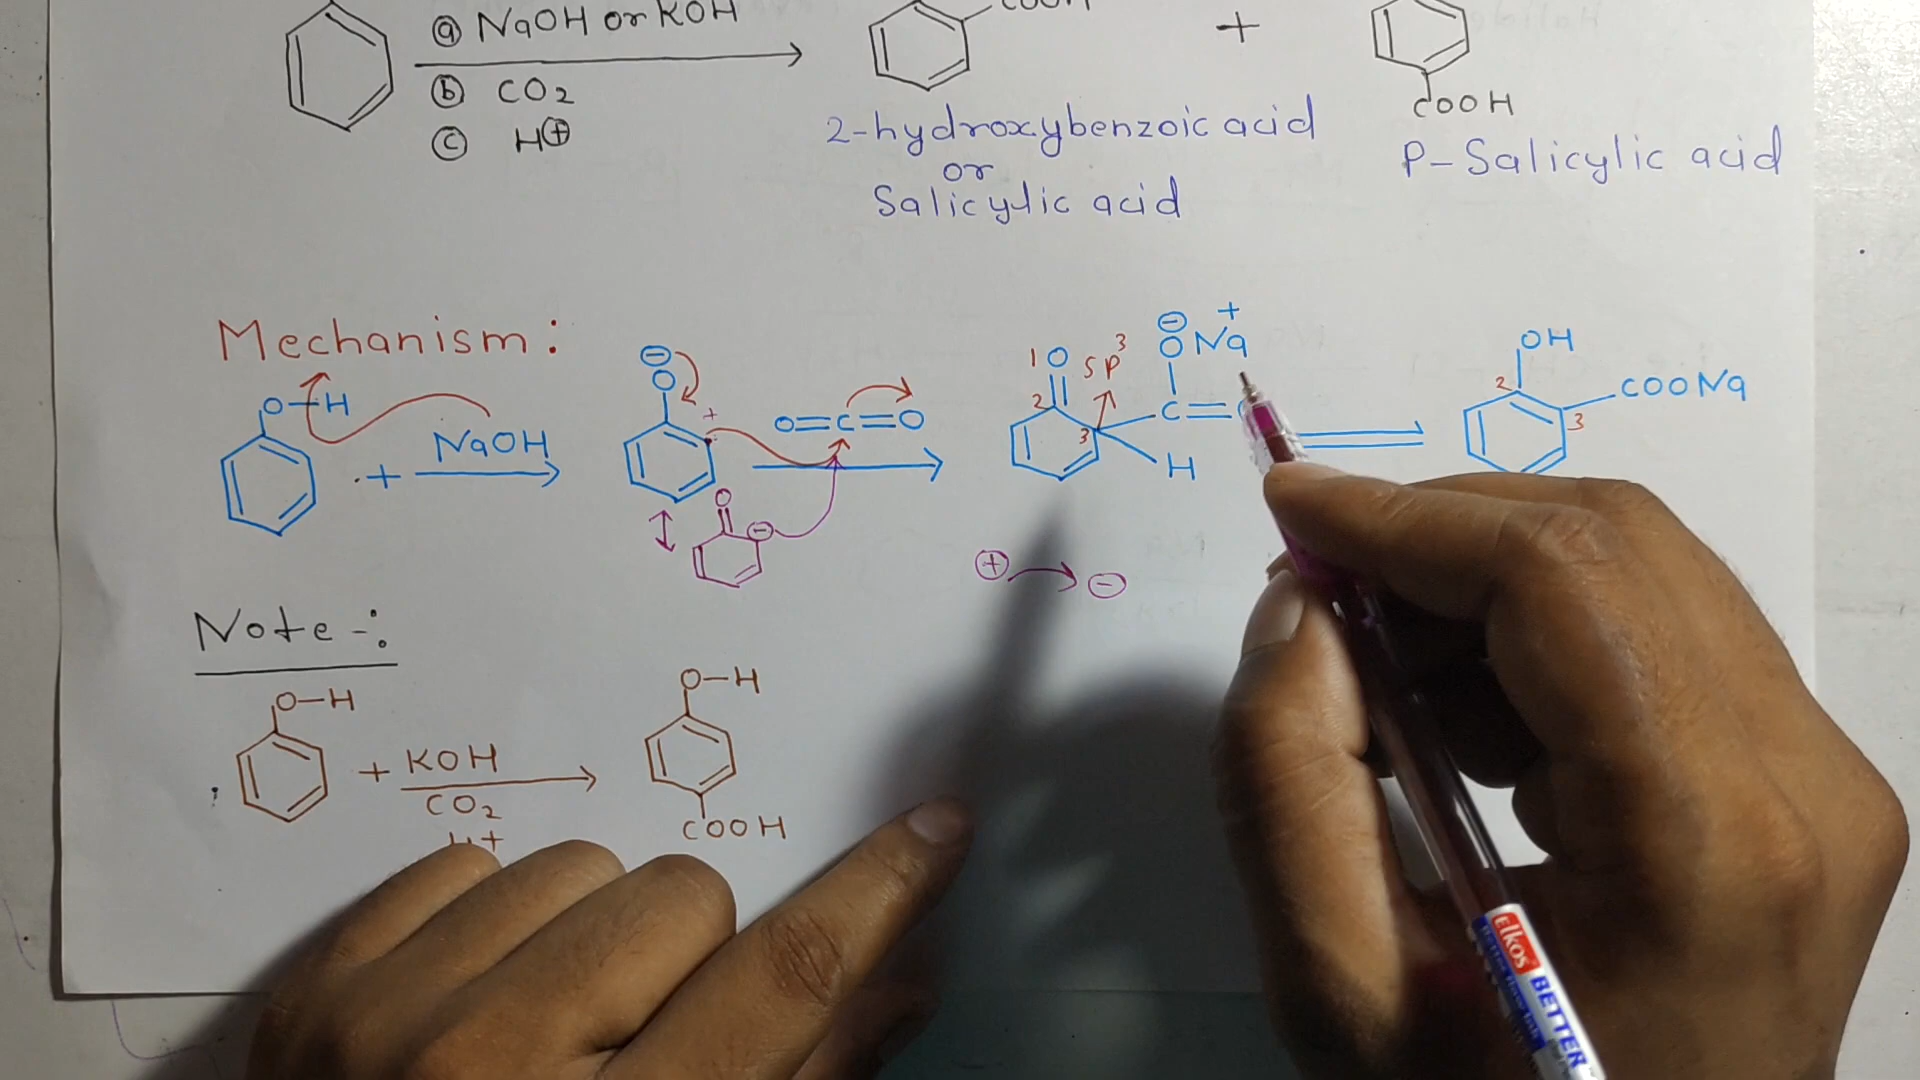 ⓐ NaOH or KOH
ⓑ CO2
ⓒ H⊕
+
COOH
2-hydroxybenzoic acid
or
Salicylic acid
P-Salicylic acid
Mechanism:
O-H
+
NaOH
⊖
O
+
O=C=O
O
⊖
1 O
2
3
SP3
⊖ +
O Na
C=
H
OH
2
3
COONa
⊕ → ⊖
Note-:
O-H
+ KOH
CO2
H+
O-H
COOH
elkos
BETTER